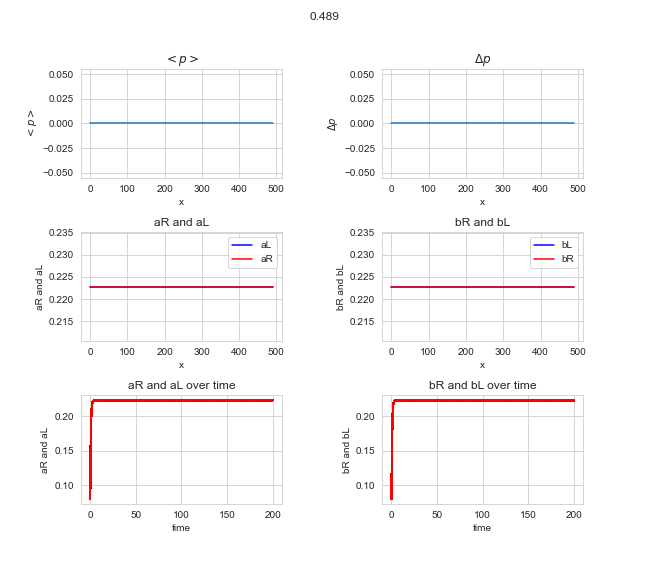 0.489
< p >
Δp
0.050
0.025
0.000
−0.025
−0.050
< p >
0 100 200 300 400 500
x
0.050
0.025
0.000
−0.025
−0.050
Δp
0 100 200 300 400 500
x
aR and aL
bR and bL
0.235
0.230
0.225
0.220
0.215
aR and aL
aL
aR
0 100 200 300 400 500
x
0.235
0.230
0.225
0.220
0.215
bR and bL
bL
bR
0 100 200 300 400 500
x
aR and aL over time
bR and bL over time
0.20
0.15
0.10
aR and aL
0 50 100 150 200
time
0.20
0.15
0.10
bR and bL
0 50 100 150 200
time